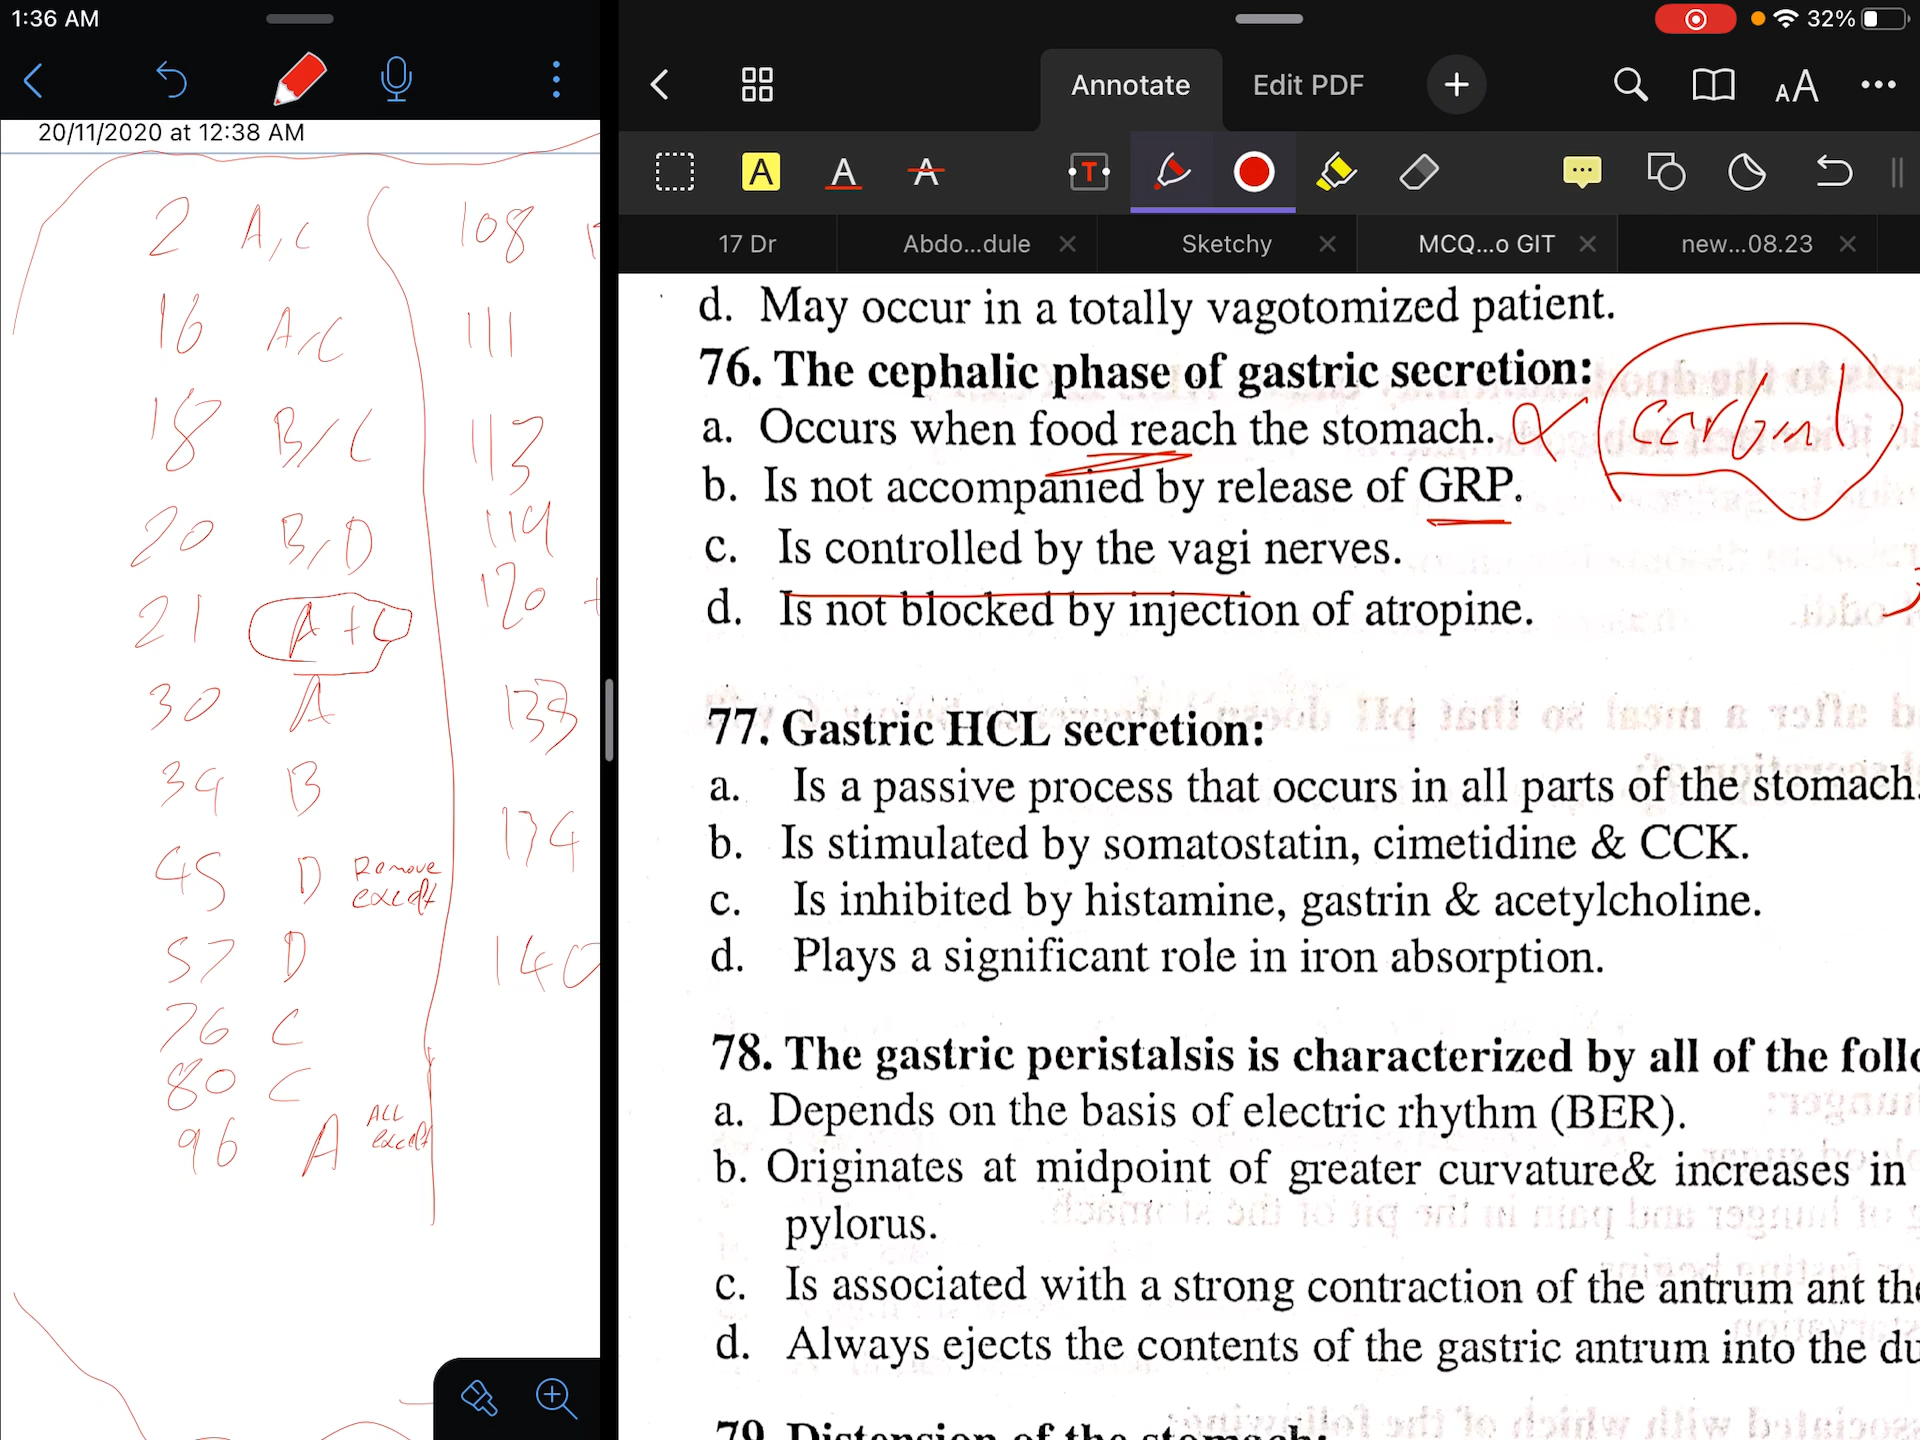 1:36 AM
32%
20/11/2020 at 12:38 AM
2 A,C
16 A,C
18 B/C
20 B/D
21 A+C
30 A
34 B
45 D Remove except
57 D
76 C
80 C
96 A ALL except
108
111
113
114
120
133
134
140
Annotate
Edit PDF
17 Dr
Abdo...dule
Sketchy
MCQ...o GIT
new...08.23
d. May occur in a totally vagotomized patient.
76. The cephalic phase of gastric secretion:
a. Occurs when food reach the stomach.
b. Is not accompanied by release of GRP.
c. Is controlled by the vagi nerves.
d. Is not blocked by injection of atropine.
77. Gastric HCL secretion:
a. Is a passive process that occurs in all parts of the stomach.
b. Is stimulated by somatostatin, cimetidine & CCK.
c. Is inhibited by histamine, gastrin & acetylcholine.
d. Plays a significant role in iron absorption.
78. The gastric peristalsis is characterized by all of the follo
a. Depends on the basis of electric rhythm (BER).
b. Originates at midpoint of greater curvature& increases in
pylorus.
c. Is associated with a strong contraction of the antrum ant the
d. Always ejects the contents of the gastric antrum into the du
79. Distension of the stomach: